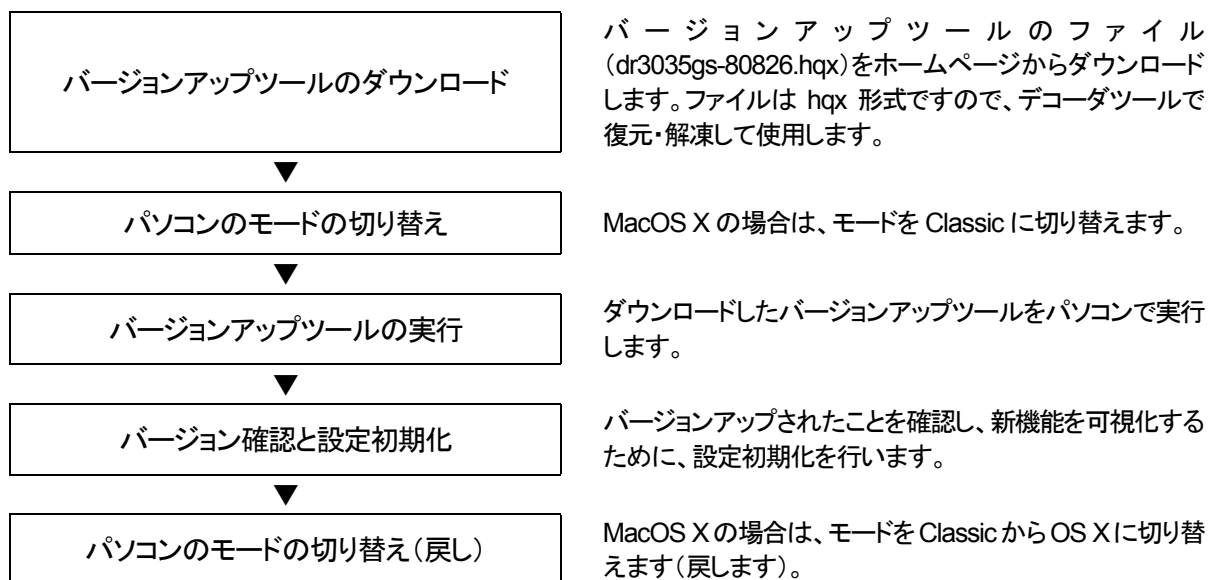 バージョンアップツールのダウンロード
バージョンアップツールのファイル
（dr3035gs-80826.hqx）をホームページからダウンロード
します。ファイルは hqx 形式ですので、デコーダツールで
復元・解凍して使用します。
▼
パソコンのモードの切り替え
MacOS X の場合は、モードを Classic に切り替えます。
▼
バージョンアップツールの実行
ダウンロードしたバージョンアップツールをパソコンで実行
します。
▼
バージョン確認と設定初期化
バージョンアップされたことを確認し、新機能を可視化する
ために、設定初期化を行います。
▼
パソコンのモードの切り替え（戻し）
MacOS X の場合は、モードを Classic から OS X に切り替
えます（戻します）。